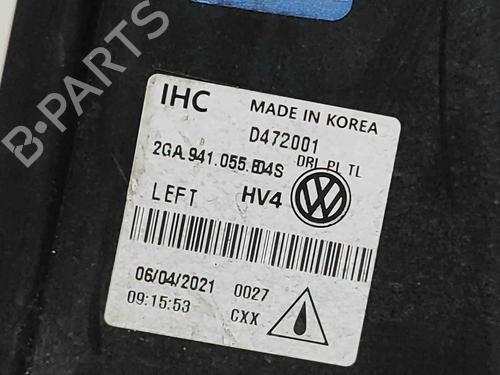 B-PARTS
IHC MADE IN KOREA
D472001
2GA.941.055.E04S DRL PL TL
LEFT HV4
06/04/2021 0027
09:15:53 CXX